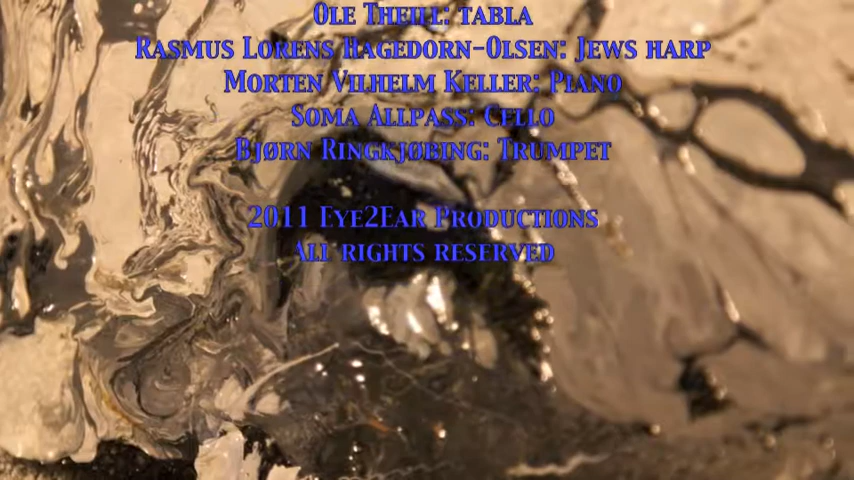 Ole Theill: tabla
Rasmus Lorens Hagedorn-Olsen: Jews harp
Morten Vilhelm Keller: Piano
Soma Allpass: Cello
Bjørn Ringkjøbing: Trumpet
2011 Eye2Ear Productions
All rights reserved